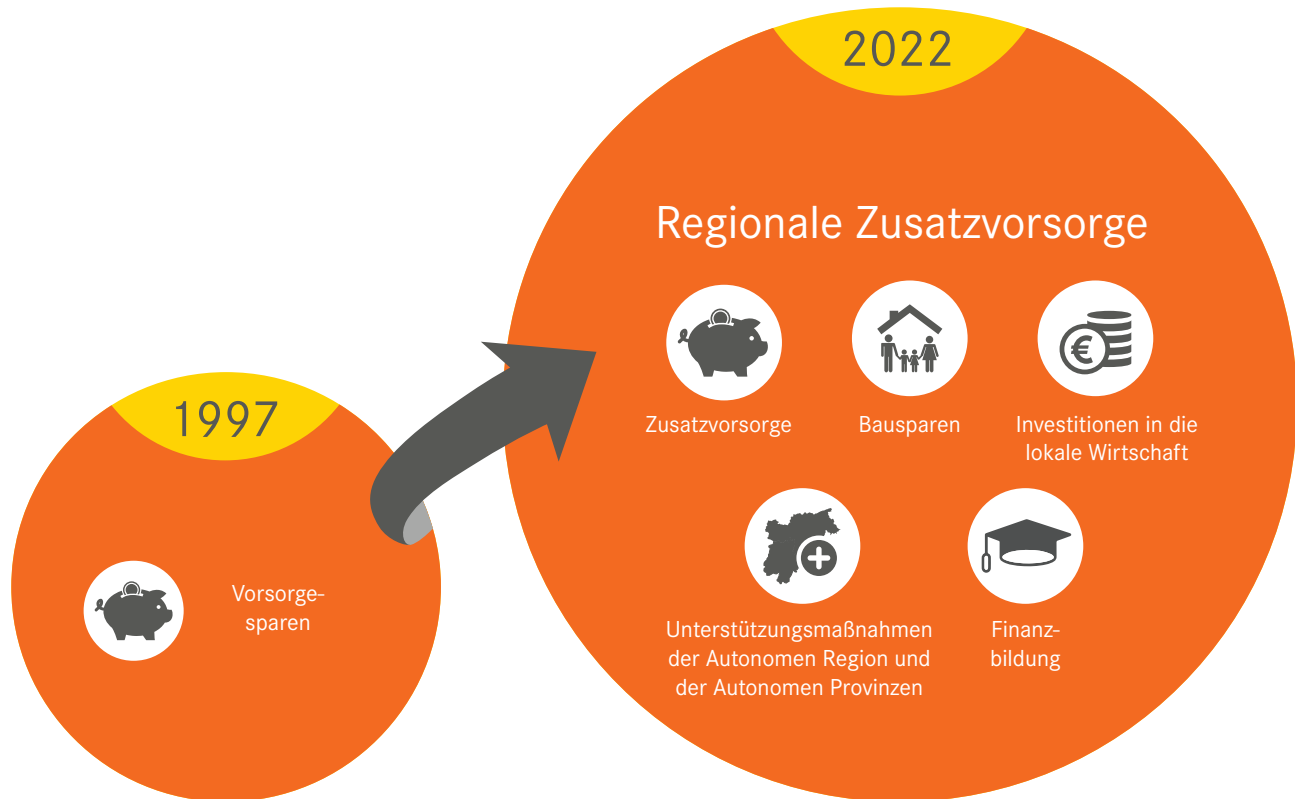 1997
Vorsorge-
sparen
2022
Regionale Zusatzvorsorge
Zusatzvorsorge
Bausparen
Investitionen in die
lokale Wirtschaft
Unterstützungsmaßnahmen
der Autonomen Region und
der Autonomen Provinzen
Finanz-
bildung